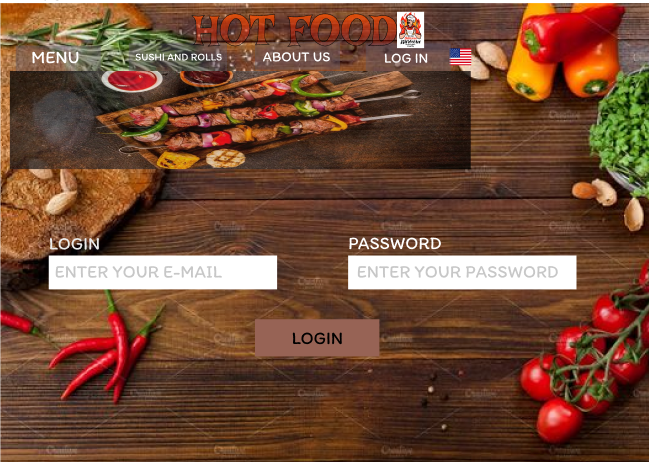 HOT FOOD
MENU
SUSHI AND ROLLS
ABOUT US
LOG IN
LOGIN
PASSWORD
ENTER YOUR E-MAIL
ENTER YOUR PASSWORD
LOGIN